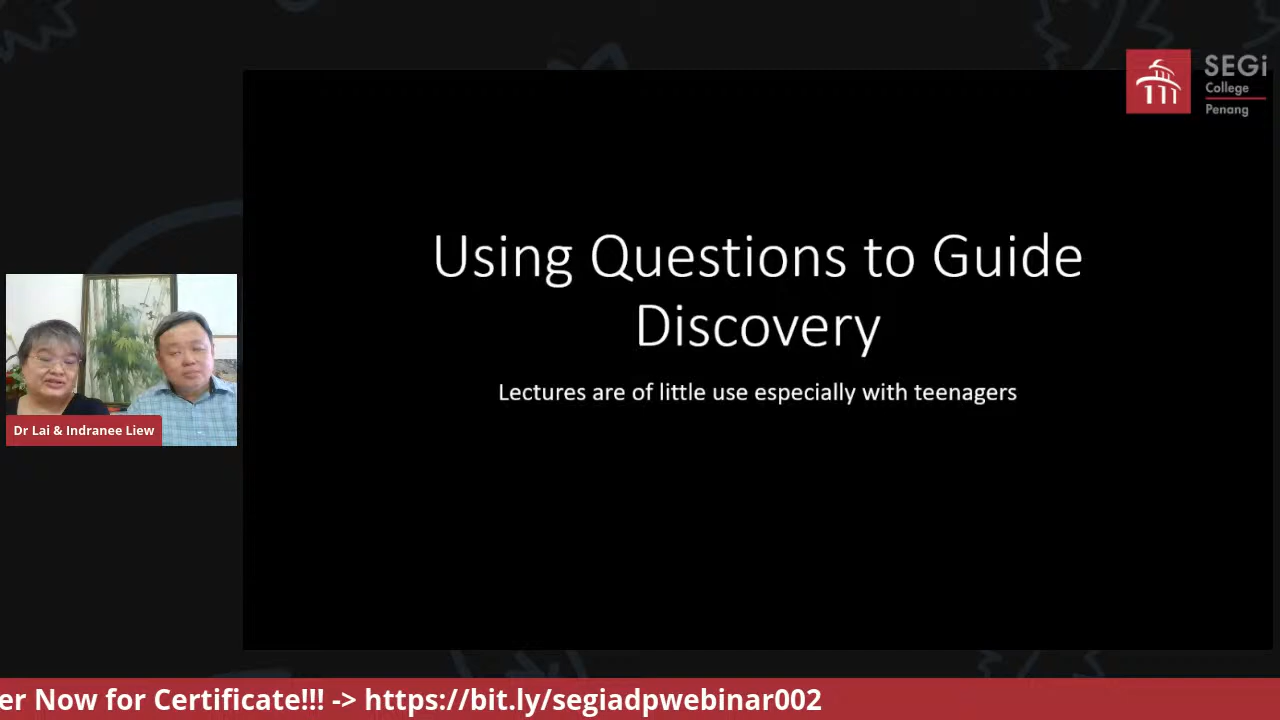 SEGi
College
Penang
Using Questions to Guide
Discovery
Lectures are of little use especially with teenagers
Dr Lai & Indranee Liew
er Now for Certificate!!! -> https://bit.ly/segiadpwebinar002